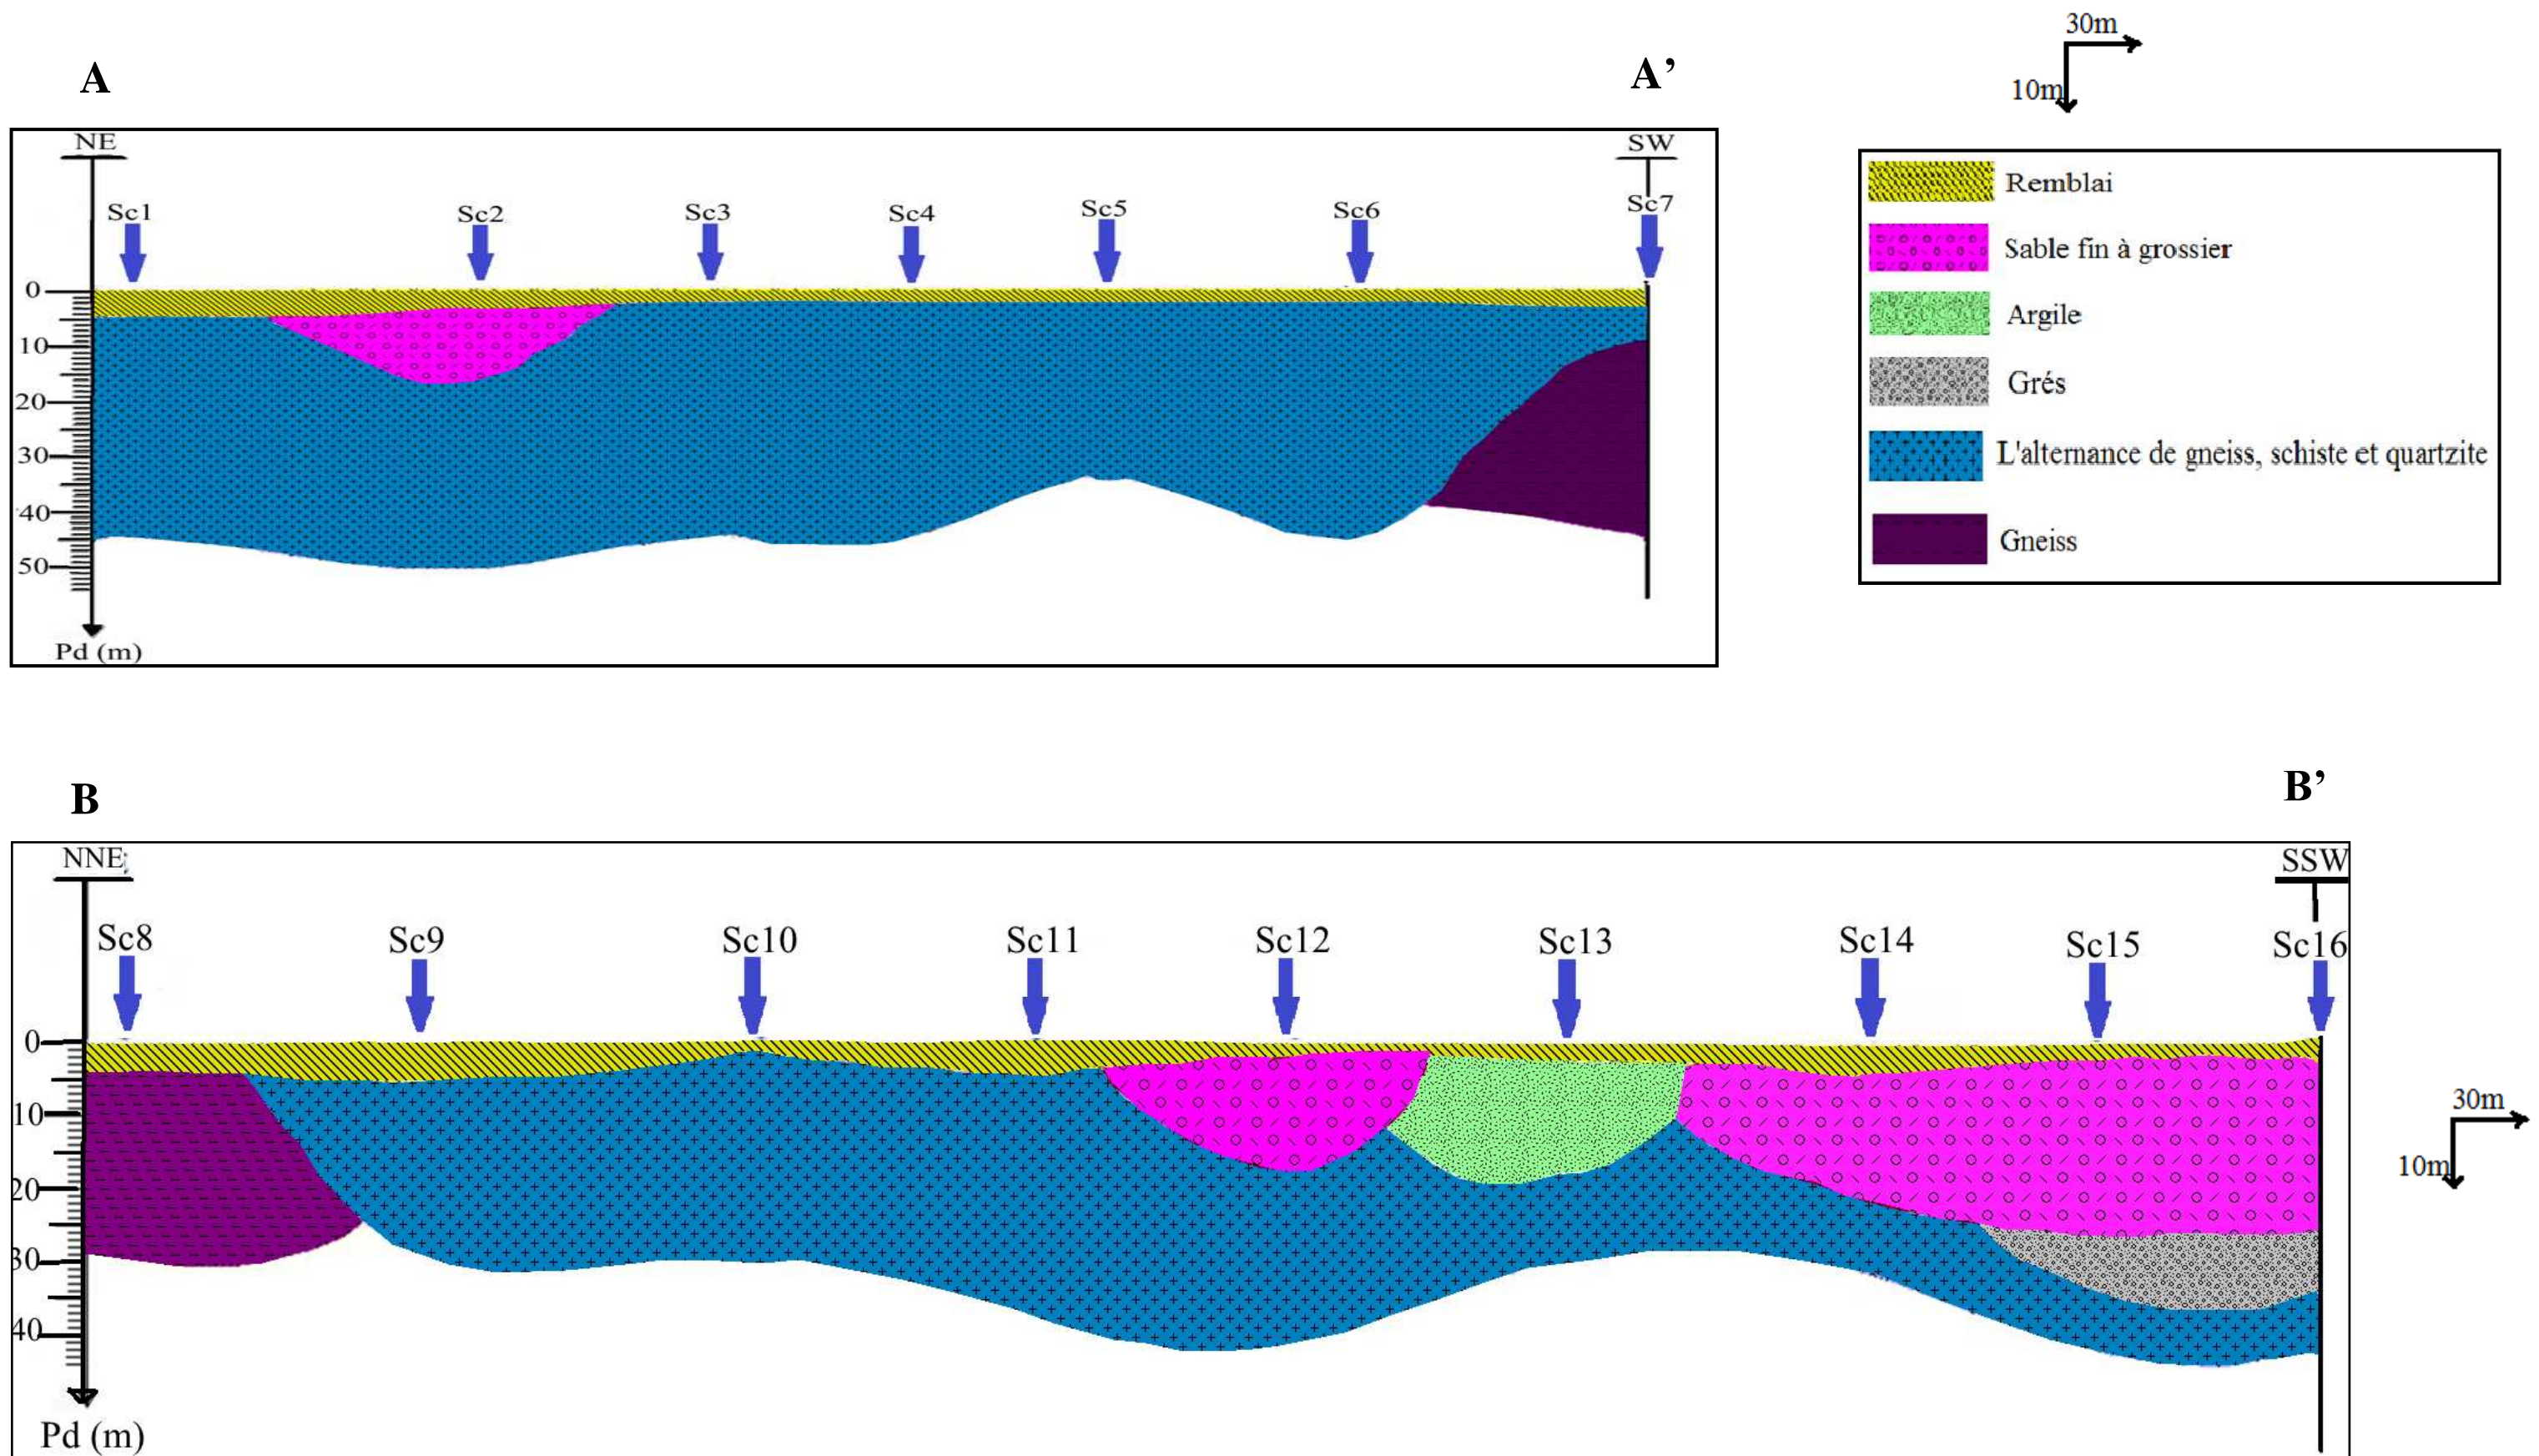 30m
10m
A
A’
NE
SW
Sc1
Sc2
Sc3
Sc4
Sc5
Sc6
Sc7
0
10
20
30
40
50
Pd (m)
Remblai
Sable fin à grossier
Argile
Grés
L'alternance de gneiss, schiste et quartzite
Gneiss
B
B’
NNE
SSW
Sc8
Sc9
Sc10
Sc11
Sc12
Sc13
Sc14
Sc15
Sc16
0
10
20
30
40
Pd (m)
30m
10m